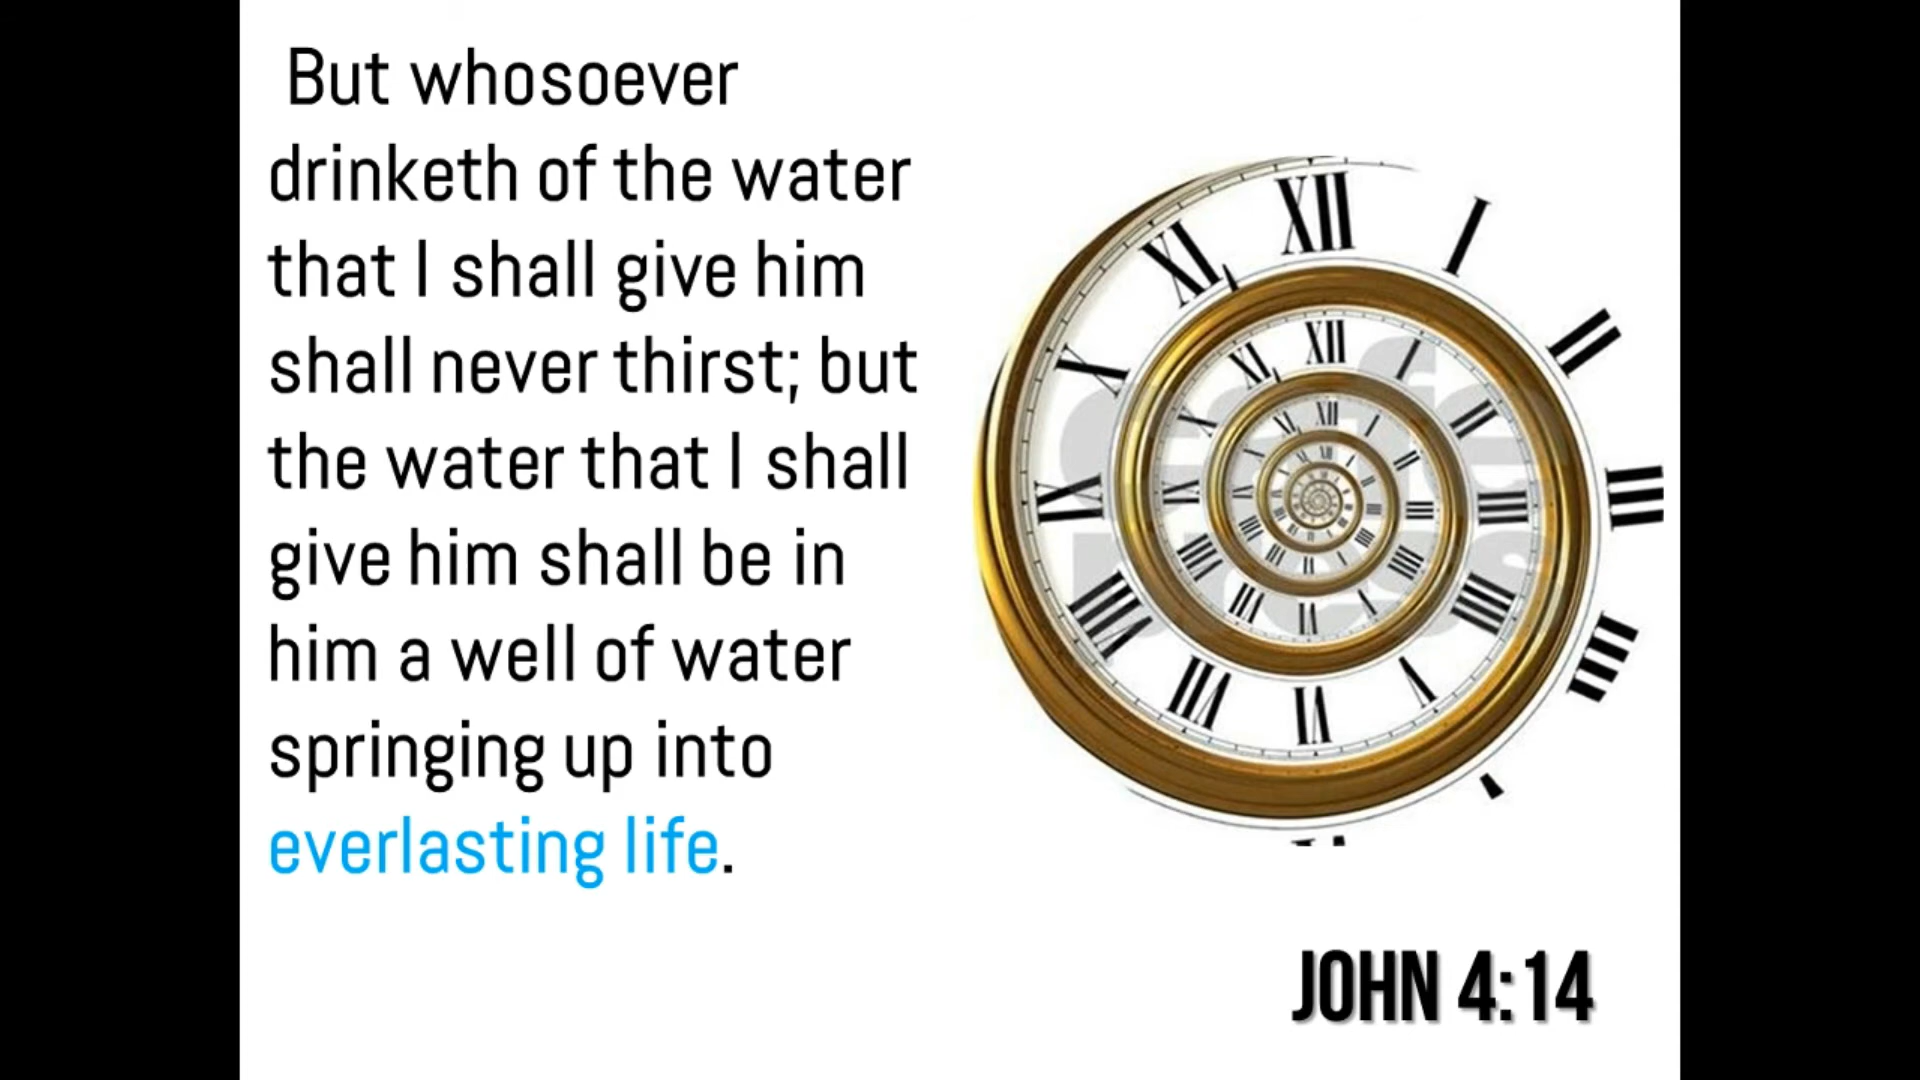 But whosoever
drinketh of the water
that I shall give him
shall never thirst; but
the water that I shall
give him shall be in
him a well of water
springing up into
everlasting life.
JOHN 4:14